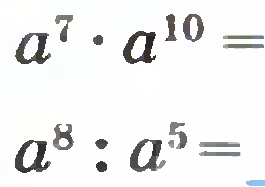 a⁷ · a¹⁰ =
a⁸ : a⁵ =